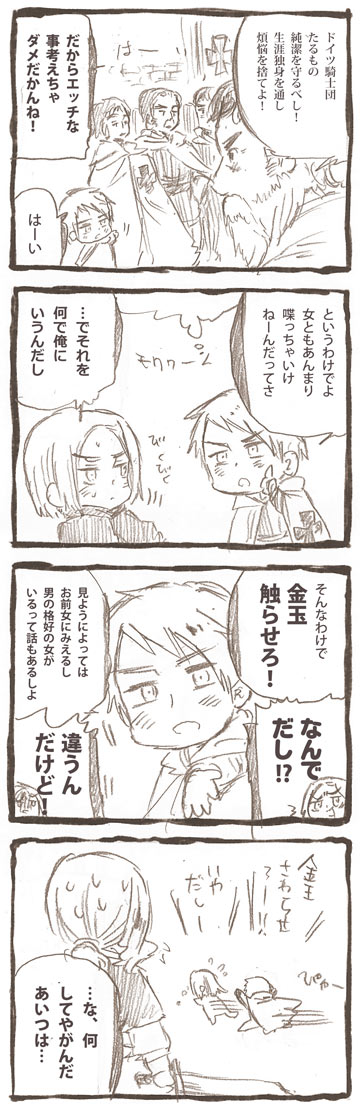 ドイツ騎士団
たるもの
純潔を守るべし！
生涯独身を通し
煩悩を捨てよ！
はーい
だからエッチな
事考えちゃ
ダメだかんね！
はーい
というわけでよ
女ともあんまり
喋っちゃいけ
ねーんだってさ
モクワーン
…でそれを
何で俺に
いうんだし
びくびく
そんなわけで
金玉
触らせろ！
なんで
だし!?
見ようによっては
お前女にみえるし
男の格好の女が
いるって話もあるしよ
違うん
だけど！
金玉
さわらせろー
いや
だしー
ぴゅー
…な、何
してやがんだ
あいつは…